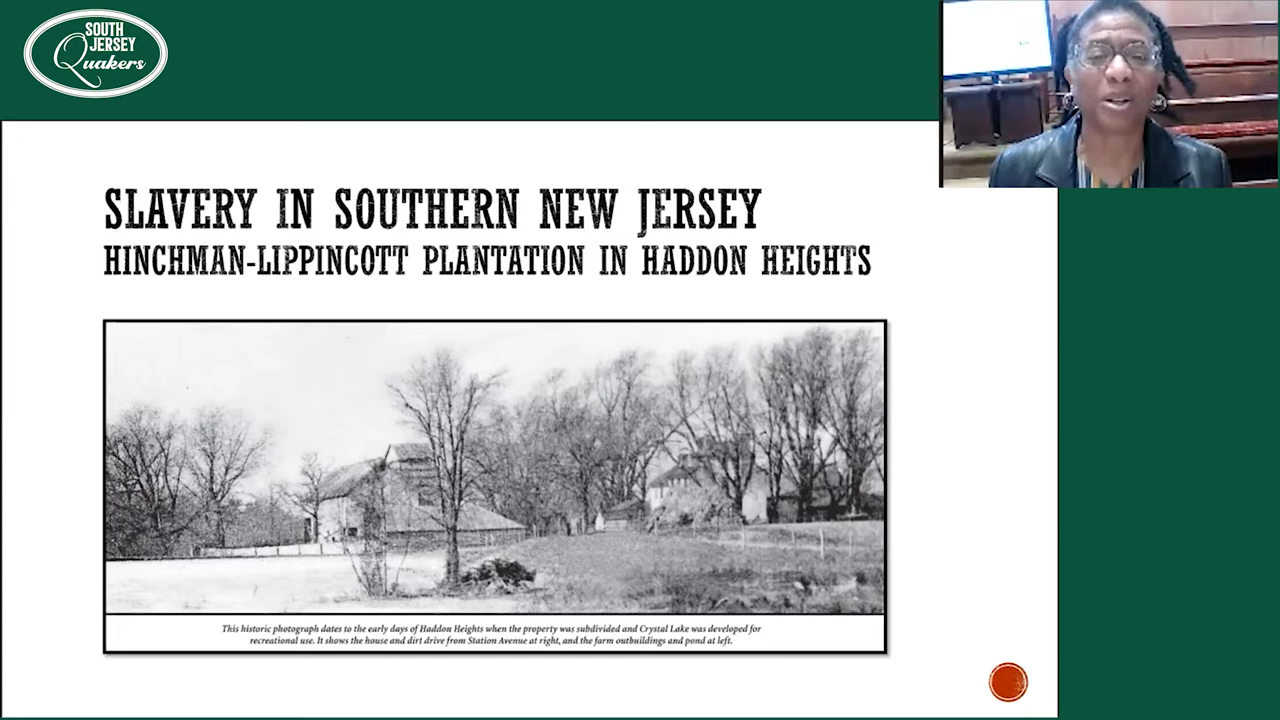 SOUTH
JERSEY
Quakers
SLAVERY IN SOUTHERN NEW JERSEY
HINCHMAN-LIPPINCOTT PLANTATION IN HADDON HEIGHTS
This historic photograph dates to the early days of Haddon Heights when the property was subdivided and Crystal Lake was developed for
recreational use. It shows the house and dirt drive from Station Avenue at right, and the farm outbuildings and pond at left.